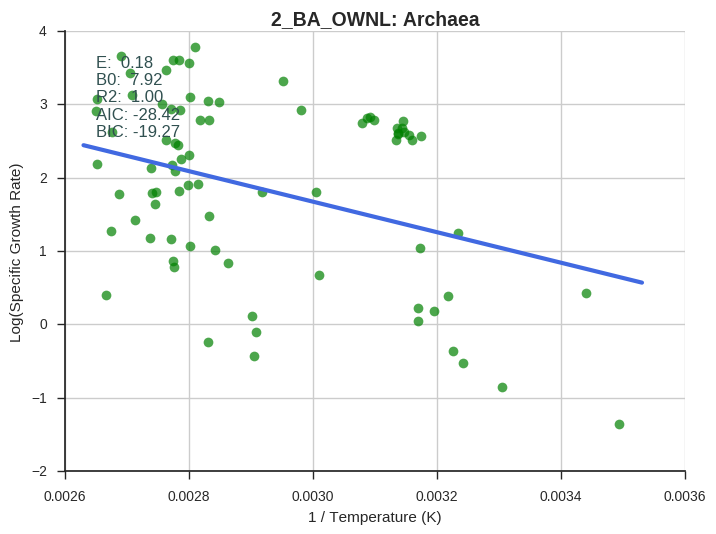 2_BA_OWNL: Archaea
4
3
2
1
0
−1
−2
E: 0.18
B0: 7.92
R2: 1.00
AIC: -28.42
BIC: -19.27
Log(Specific Growth Rate)
0.0026 0.0028 0.0030 0.0032 0.0034 0.0036
1 / Temperature (K)